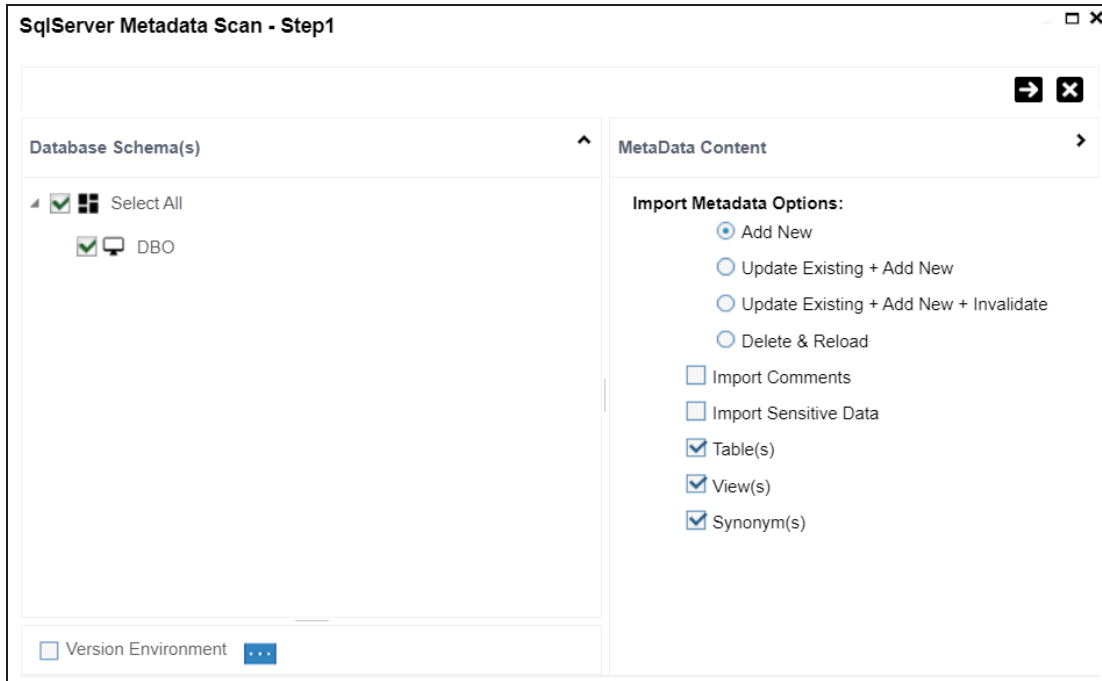 SqlServer Metadata Scan - Step1
Database Schema(s)
Select All
DBO
Version Environment
MetaData Content
Import Metadata Options:
Add New
Update Existing + Add New
Update Existing + Add New + Invalidate
Delete & Reload
Import Comments
Import Sensitive Data
Table(s)
View(s)
Synonym(s)